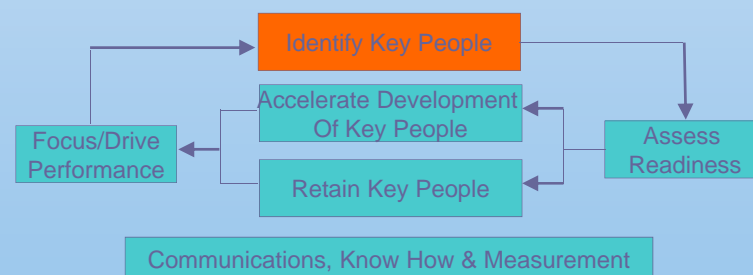 Identify Key People
Accelerate Development
Of Key People
Focus/Drive
Performance
Assess
Readiness
Retain Key People
Communications, Know How & Measurement